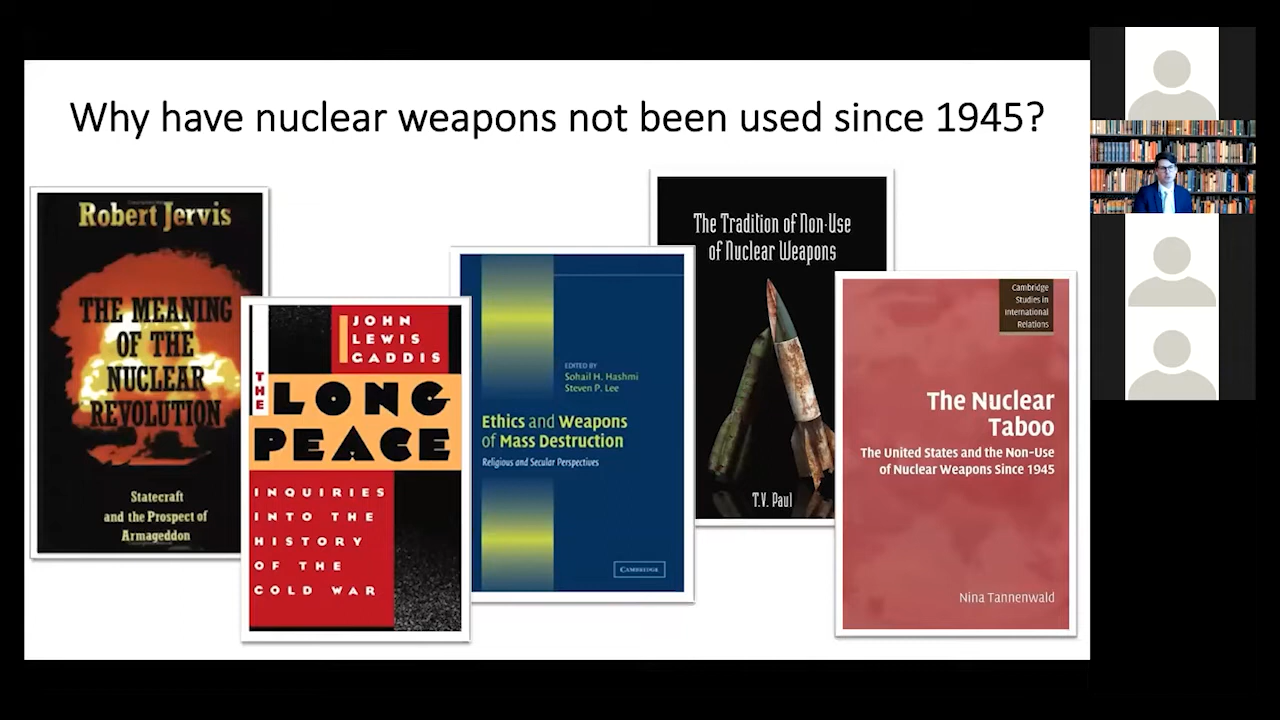 Why have nuclear weapons not been used since 1945?
Robert Jervis
THE MEANING
OF THE
NUCLEAR
REVOLUTION
Statecraft
and the Prospect of
Armageddon
JOHN
LEWIS
GADDIS
THE
LONG
PEACE
INQUIRIES
INTO THE
HISTORY
OF THE
COLD WAR
EDITED BY
Sohail H. Hashmi
Steven P. Lee
Ethics and Weapons
of Mass Destruction
Religious and Secular Perspectives
CAMBRIDGE
The Tradition of Non-Use
of Nuclear Weapons
T.V. Paul
Cambridge
Studies in
International
Relations
The Nuclear
Taboo
The United States and the Non-Use
of Nuclear Weapons Since 1945
Nina Tannenwald